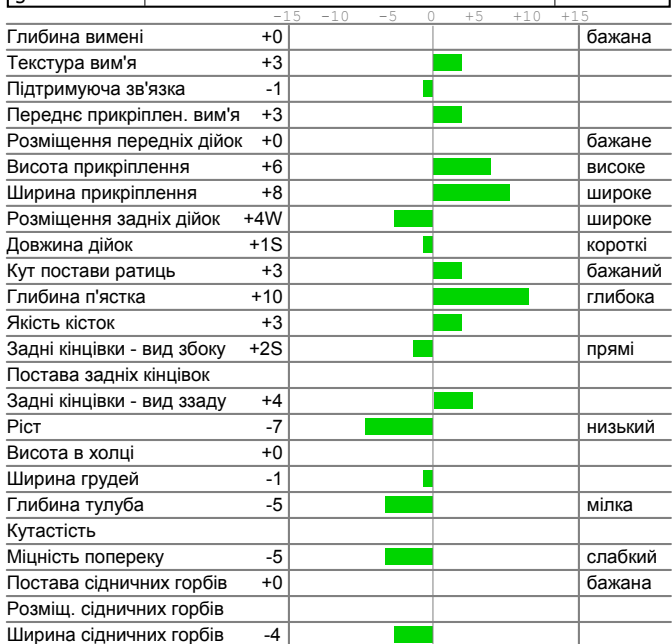 -15 -10 -5 0 +5 +10 +15
Глибина вимені +0 бажана
Текстура вим'я +3
Підтримуюча зв'язка -1
Переднє прикріплен. вим'я +3
Розміщення передніх дійок +0 бажане
Висота прикріплення +6 високе
Ширина прикріплення +8 широке
Розміщення задніх дійок +4W широке
Довжина дійок +1S короткі
Кут постави ратиць +3 бажаний
Глибина п'ястка +10 глибока
Якість кісток +3
Задні кінцівки - вид збоку +2S прямі
Постава задніх кінцівок
Задні кінцівки - вид ззаду +4
Ріст -7 низький
Висота в холці +0
Ширина грудей -1
Глибина тулуба -5 мілка
Кутастість
Міцність попереку -5 слабкий
Постава сідничних горбів +0 бажана
Розміщ. сідничних горбів
Ширина сідничних горбів -4